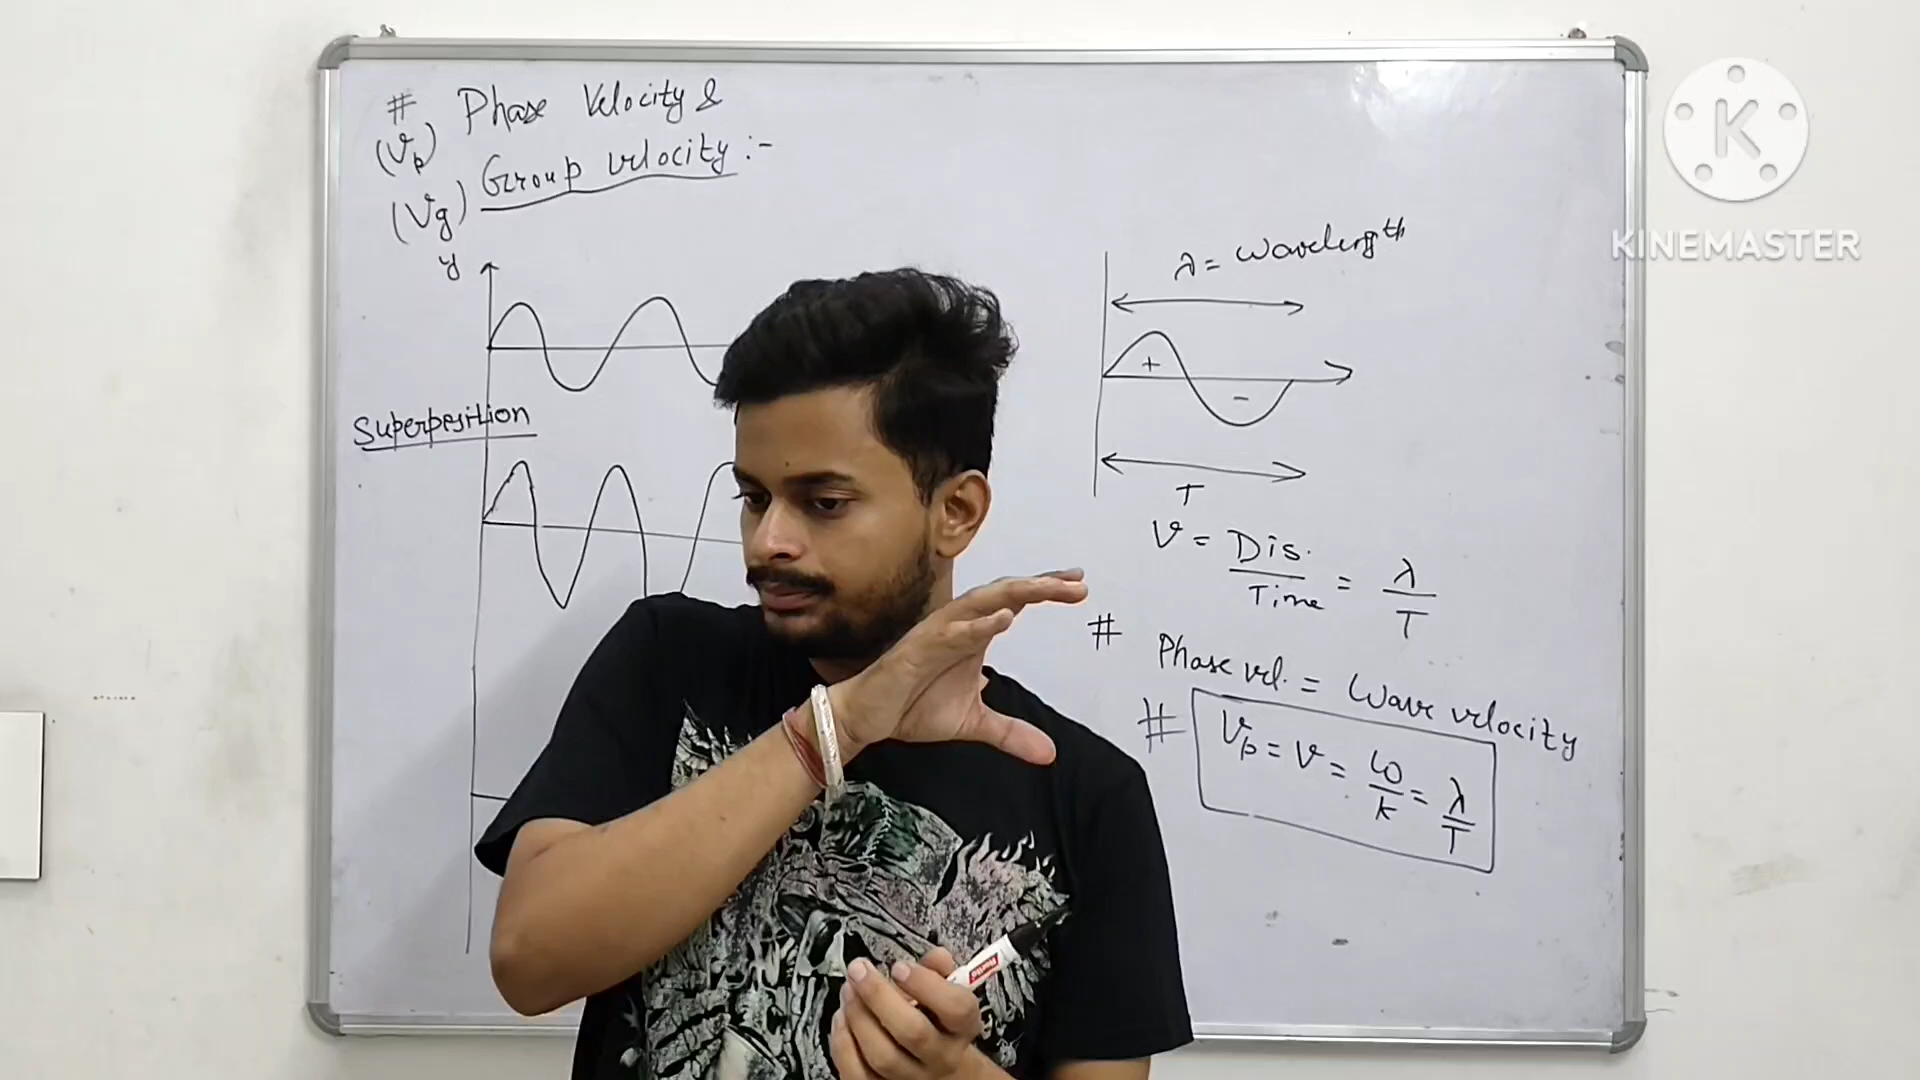 # Phase Velocity &
(Vp)
Group velocity :-
(Vg)
y
Superposition
λ = wavelength
+
-
T
V = Dis. / Time = λ / T
# Phase vel. = Wave velocity
# Vp = V = ω / k = λ / T
K
KINEMASTER